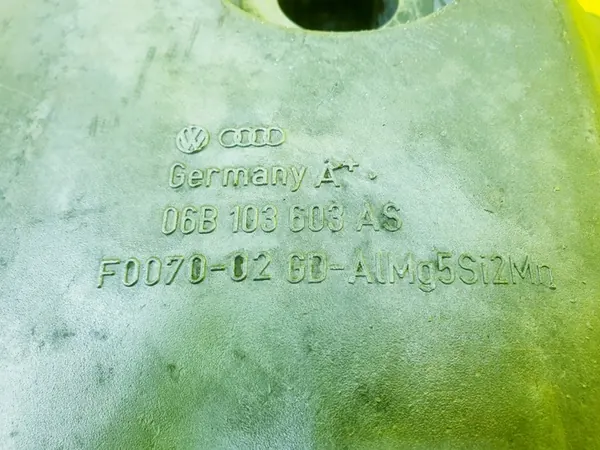 Germany A+
06B 103 603 AS
F0070-02 GD-AlMg5Si2Mn